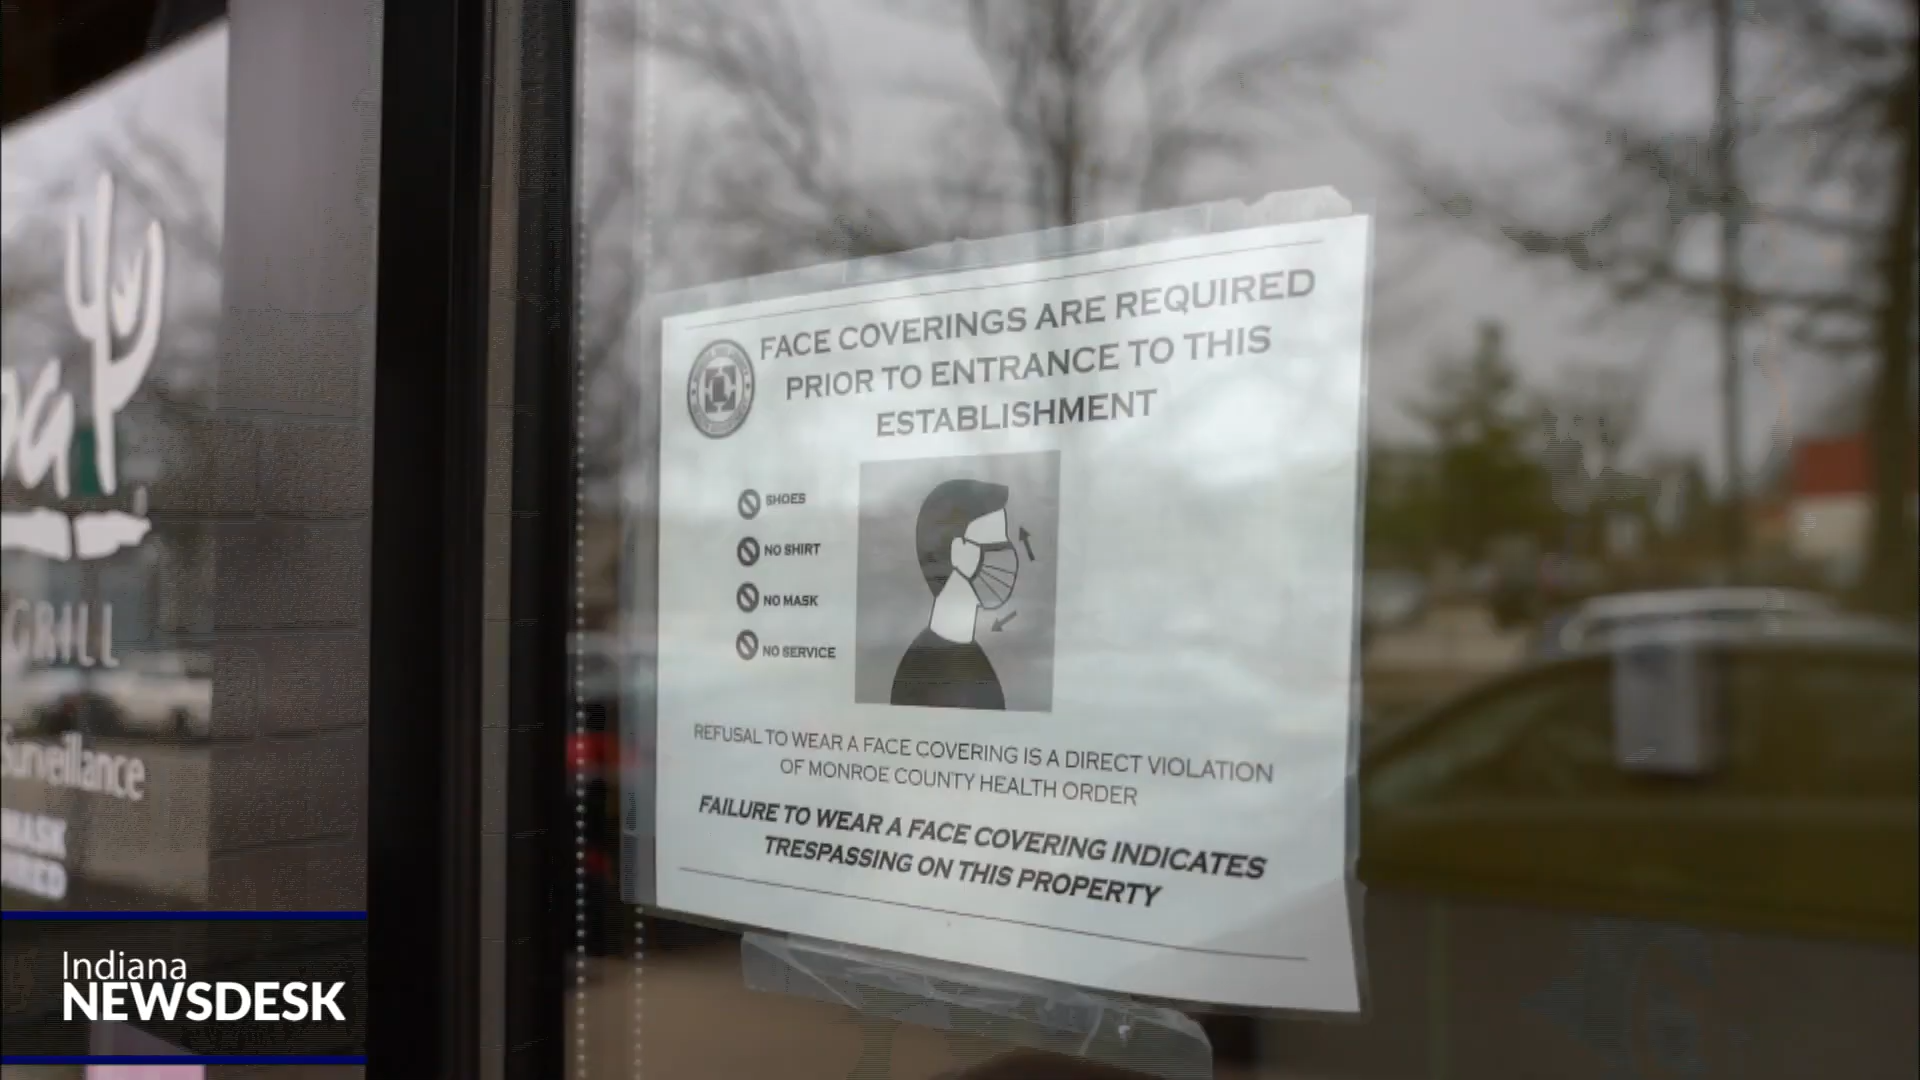 FACE COVERINGS ARE REQUIRED
PRIOR TO ENTRANCE TO THIS
ESTABLISHMENT
SHOES
NO SHIRT
NO MASK
NO SERVICE
REFUSAL TO WEAR A FACE COVERING IS A DIRECT VIOLATION
OF MONROE COUNTY HEALTH ORDER
FAILURE TO WEAR A FACE COVERING INDICATES
TRESPASSING ON THIS PROPERTY
GRILL
Surveillance
MASK
Indiana
NEWSDESK